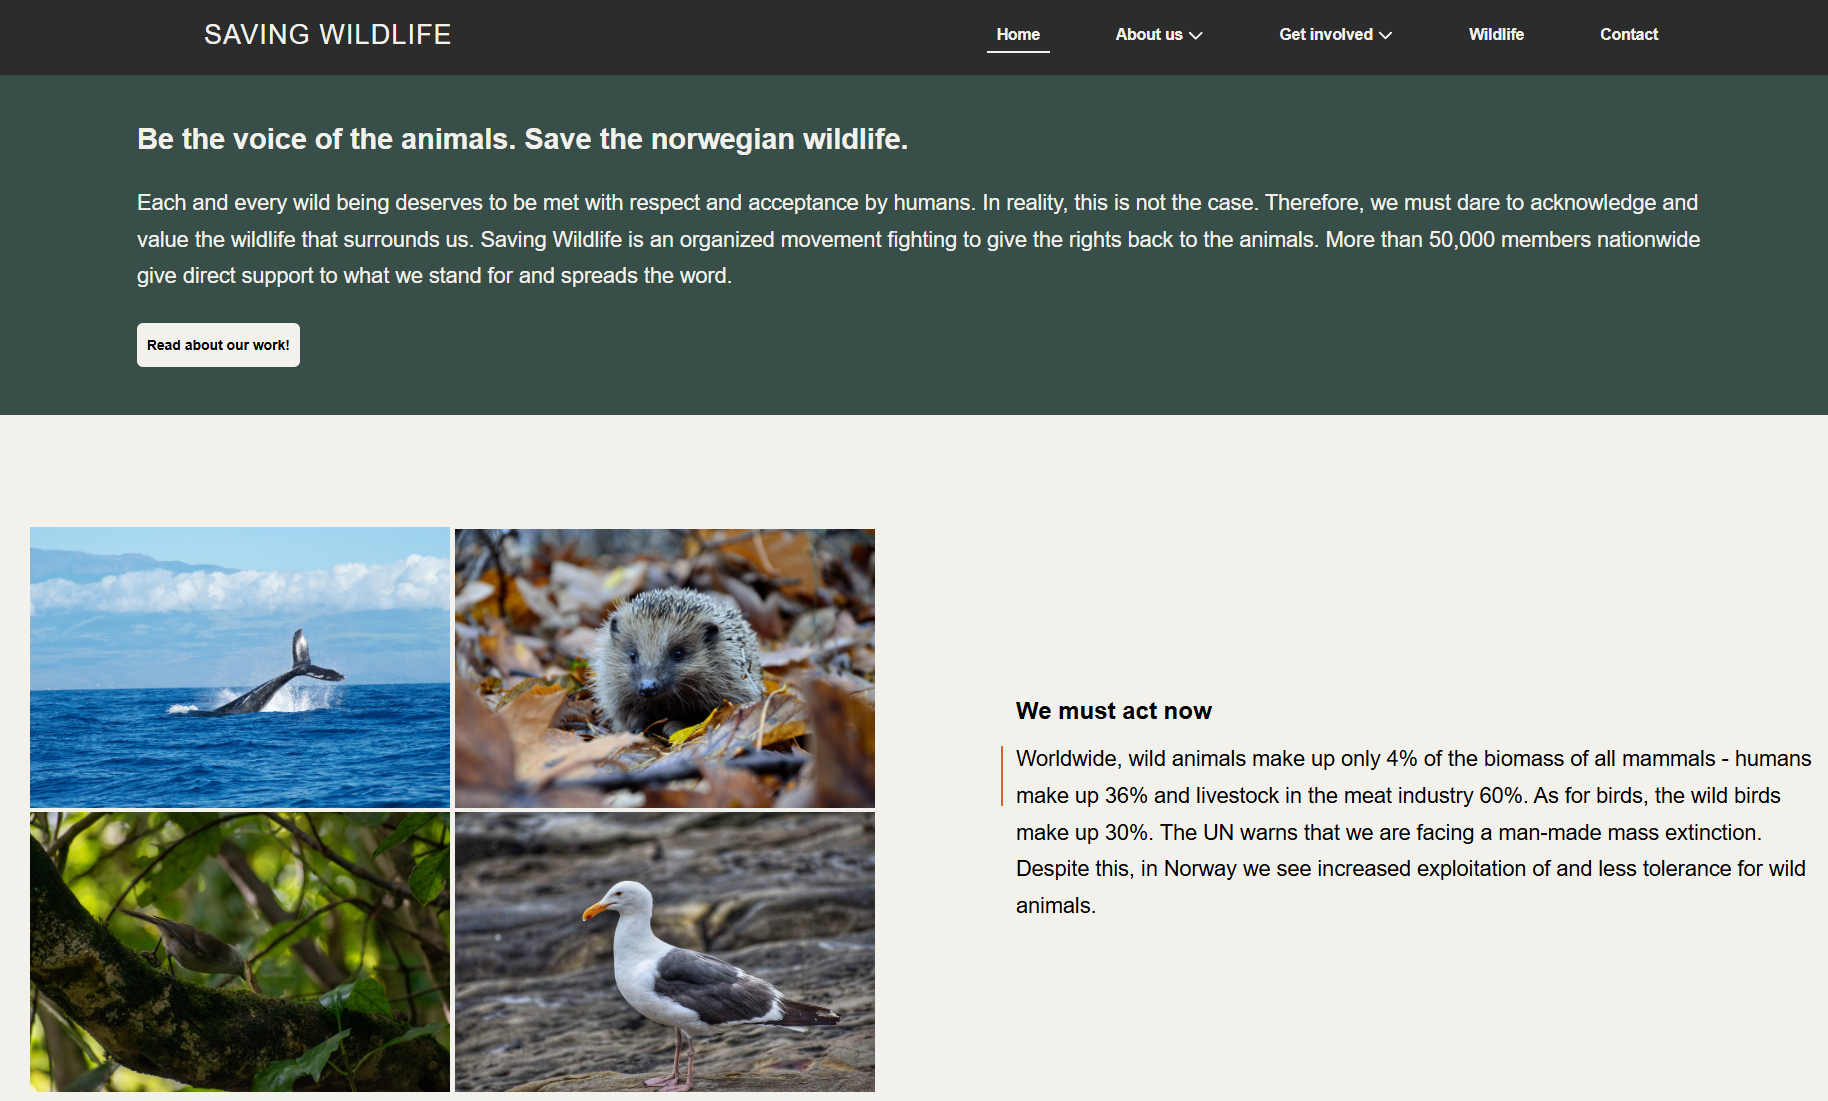 SAVING WILDLIFE
Home
About us
Get involved
Wildlife
Contact
Be the voice of the animals. Save the norwegian wildlife.
Each and every wild being deserves to be met with respect and acceptance by humans. In reality, this is not the case. Therefore, we must dare to acknowledge and
value the wildlife that surrounds us. Saving Wildlife is an organized movement fighting to give the rights back to the animals. More than 50,000 members nationwide
give direct support to what we stand for and spreads the word.
Read about our work!
We must act now
Worldwide, wild animals make up only 4% of the biomass of all mammals - humans
make up 36% and livestock in the meat industry 60%. As for birds, the wild birds
make up 30%. The UN warns that we are facing a man-made mass extinction.
Despite this, in Norway we see increased exploitation of and less tolerance for wild
animals.